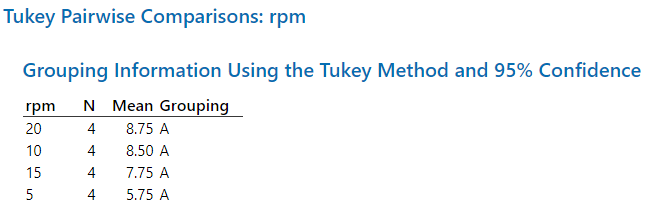 Tukey Pairwise Comparisons: rpm
Grouping Information Using the Tukey Method and 95% Confidence
rpm N Mean Grouping
20 4 8.75 A
10 4 8.50 A
15 4 7.75 A
5 4 5.75 A